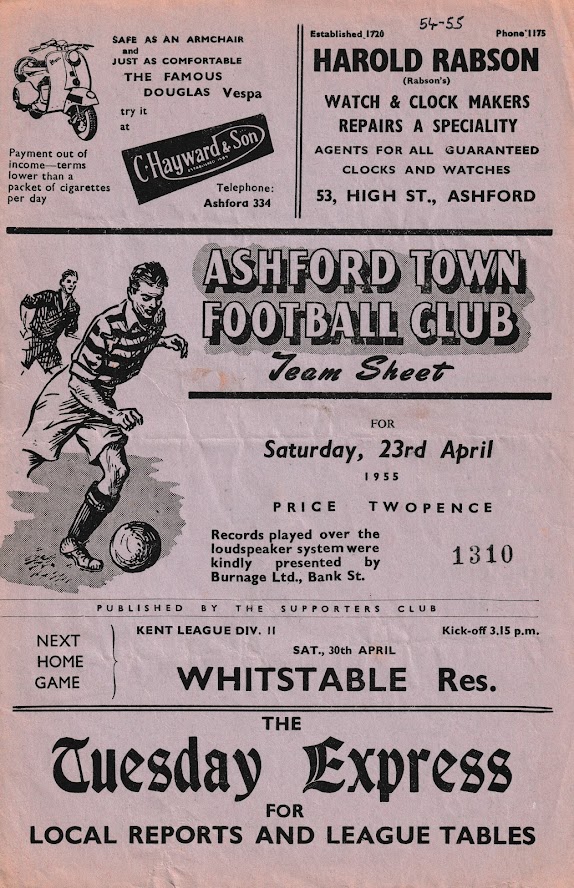 54-55
SAFE AS AN ARMCHAIR
and
JUST AS COMFORTABLE
THE FAMOUS
DOUGLAS Vespa
try it
at
C. Hayward & Son
ESTABLISHED
Telephone:
Ashford 334
Payment out of
income—terms
lower than a
packet of cigarettes
per day
Established 1720
Phone 1175
HAROLD RABSON
(Rabson's)
WATCH & CLOCK MAKERS
REPAIRS A SPECIALITY
AGENTS FOR ALL GUARANTEED
CLOCKS AND WATCHES
53, HIGH ST., ASHFORD
ASHFORD TOWN
FOOTBALL CLUB
Team Sheet
FOR
Saturday, 23rd April
1955
PRICE TWOPENCE
Records played over the
loudspeaker system were
kindly presented by
Burnage Ltd., Bank St.
1310
PUBLISHED BY THE SUPPORTERS CLUB
NEXT
HOME
GAME
KENT LEAGUE DIV. II
Kick-off 3.15 p.m.
SAT., 30th APRIL
WHITSTABLE Res.
THE
Tuesday Express
FOR
LOCAL REPORTS AND LEAGUE TABLES